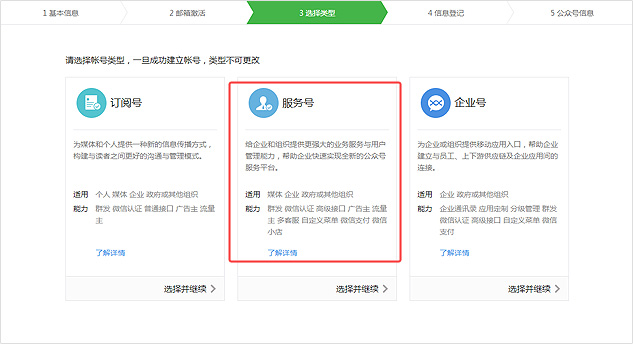 1 基本信息
2 邮箱激活
3 选择类型
4 信息登记
5 公众号信息
请选择帐号类型，一旦成功建立帐号，类型不可更改
订阅号
为媒体和个人提供一种新的信息传播方式，
构建与读者之间更好的沟通与管理模式。
适用 个人 媒体 企业 政府或其他组织
能力 群发 微信认证 普通接口 广告主 流量
主
了解详情
选择并继续
服务号
给企业和组织提供更强大的业务服务与用户
管理能力，帮助企业快速实现全新的公众号
服务平台。
适用 媒体 企业 政府或其他组织
能力 群发 微信认证 高级接口 广告主 流量
主 多客服 自定义菜单 微信支付 微信
小店
了解详情
选择并继续
企业号
为企业或组织提供移动应用入口，帮助企业
建立与员工、上下游供应链及企业应用间的
连接。
适用 企业 政府或其他组织
能力 企业通讯录 应用定制 分级管理 群发
微信认证 高级接口 自定义菜单 微信
支付
了解详情
选择并继续